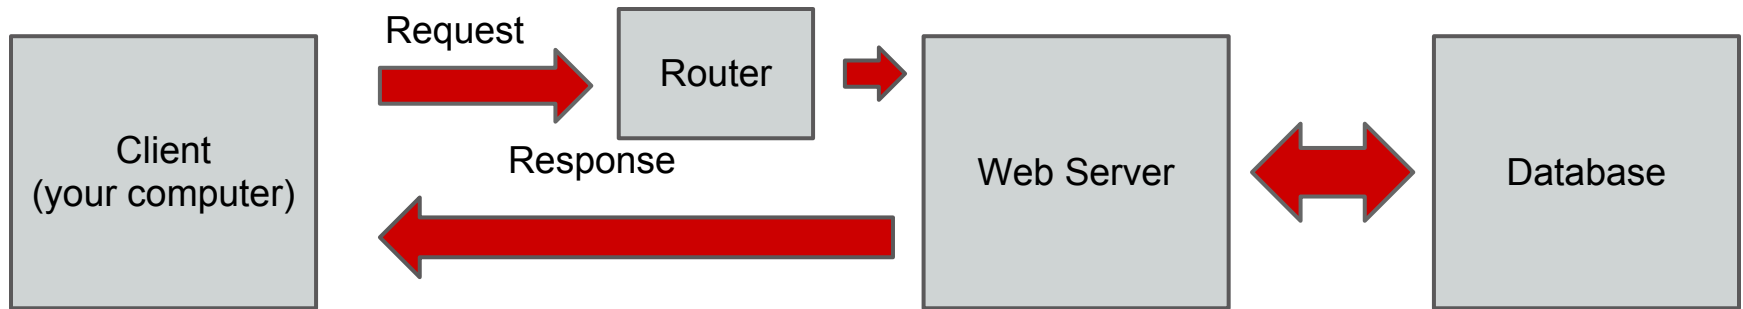 Request
Router
Client
(your computer)
Response
Web Server
Database